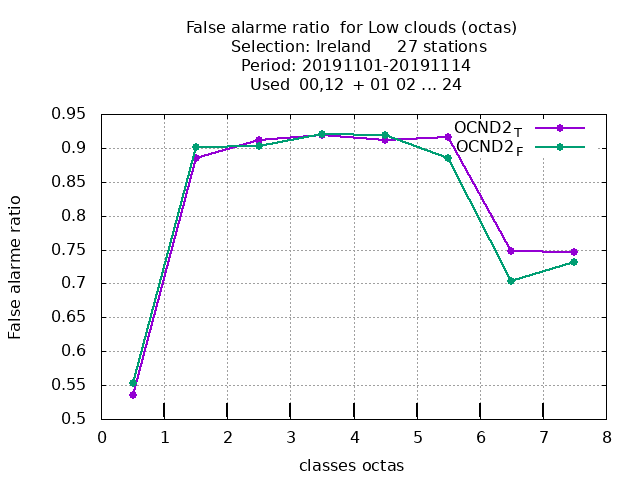 False alarme ratio  for Low clouds (octas)
Selection: Ireland     27 stations
Period: 20191101-20191114
Used  00,12  + 01 02 ... 24
OCND2T
OCND2F
0.95
0.9
0.85
0.8
0.75
0.7
0.65
0.6
0.55
0.5
False alarme ratio
0 1 2 3 4 5 6 7 8
classes octas